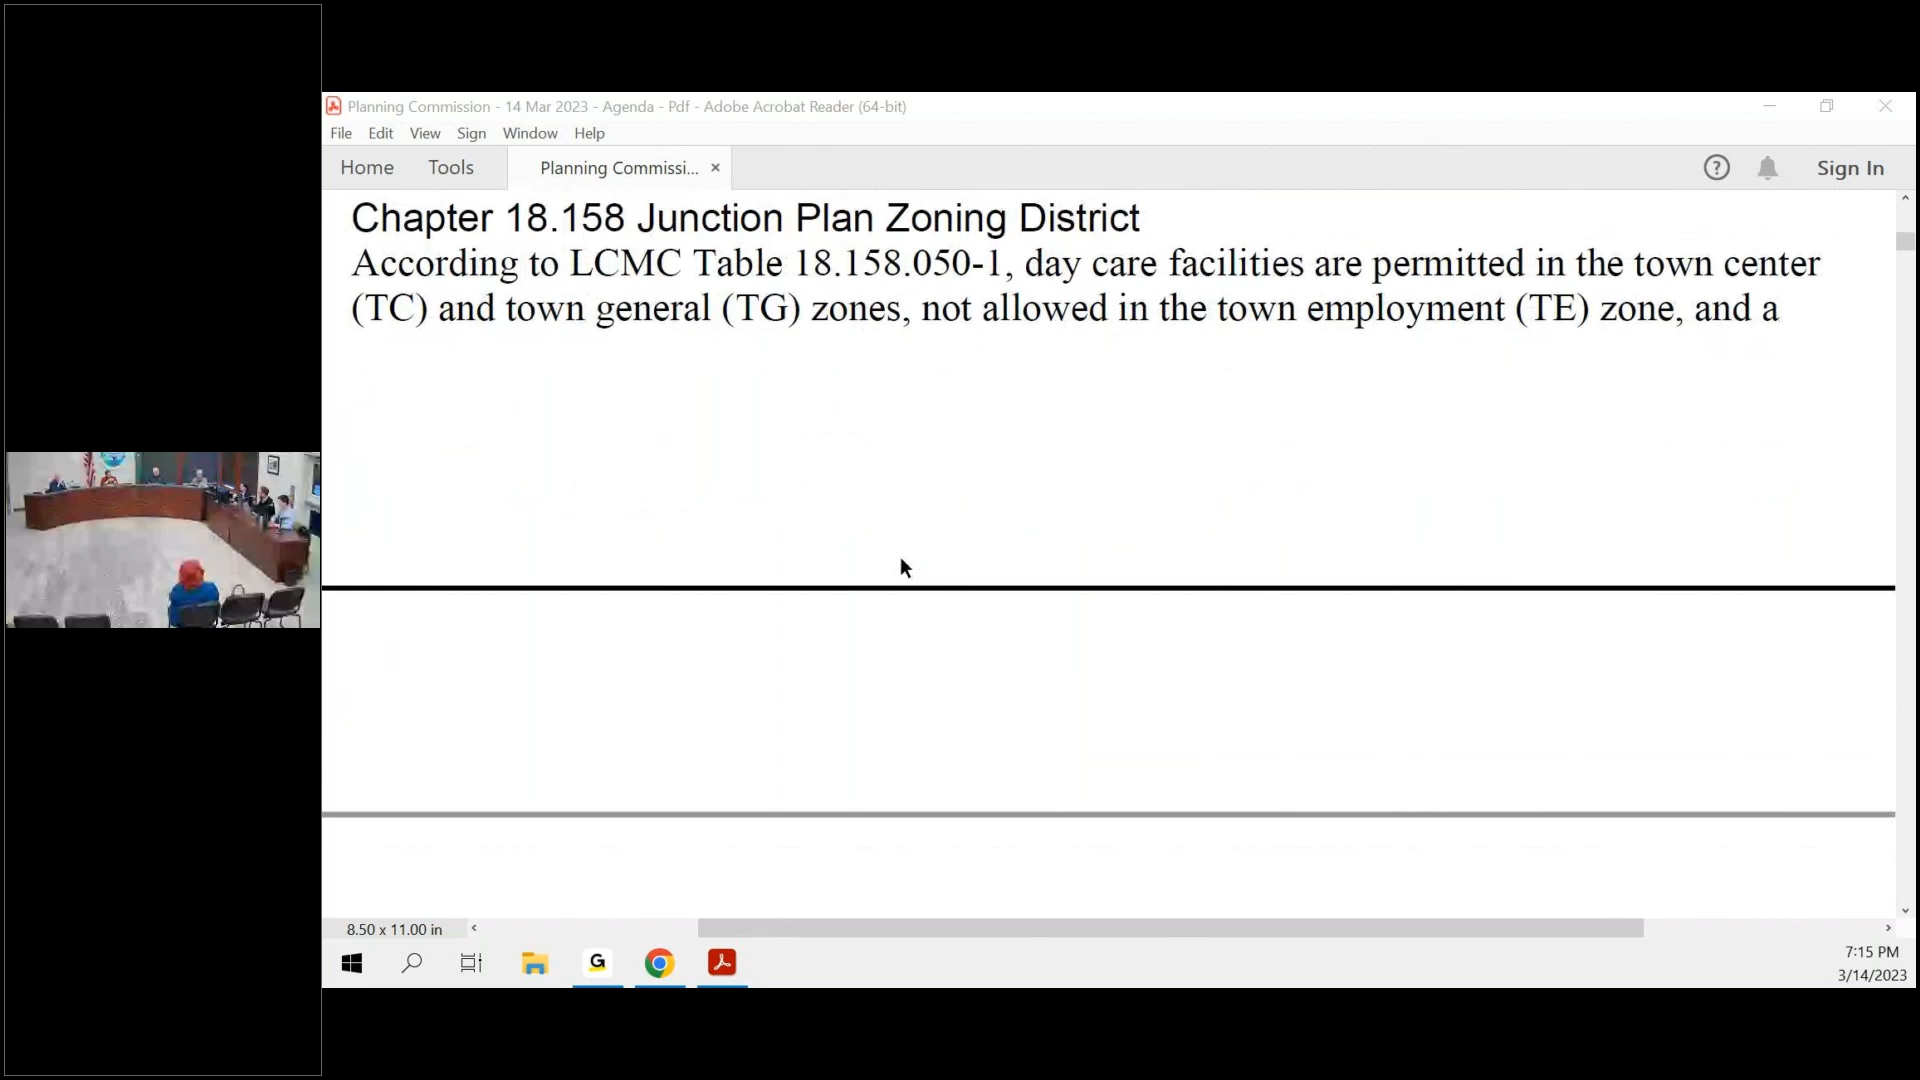 Planning Commission - 14 Mar 2023 - Agenda - Pdf - Adobe Acrobat Reader (64-bit)
File Edit View Sign Window Help
Home Tools Planning Commissi... × Sign In
Chapter 18.158 Junction Plan Zoning District
According to LCMC Table 18.158.050-1, day care facilities are permitted in the town center
(TC) and town general (TG) zones, not allowed in the town employment (TE) zone, and a
8.50 x 11.00 in
G
7:15 PM
3/14/2023